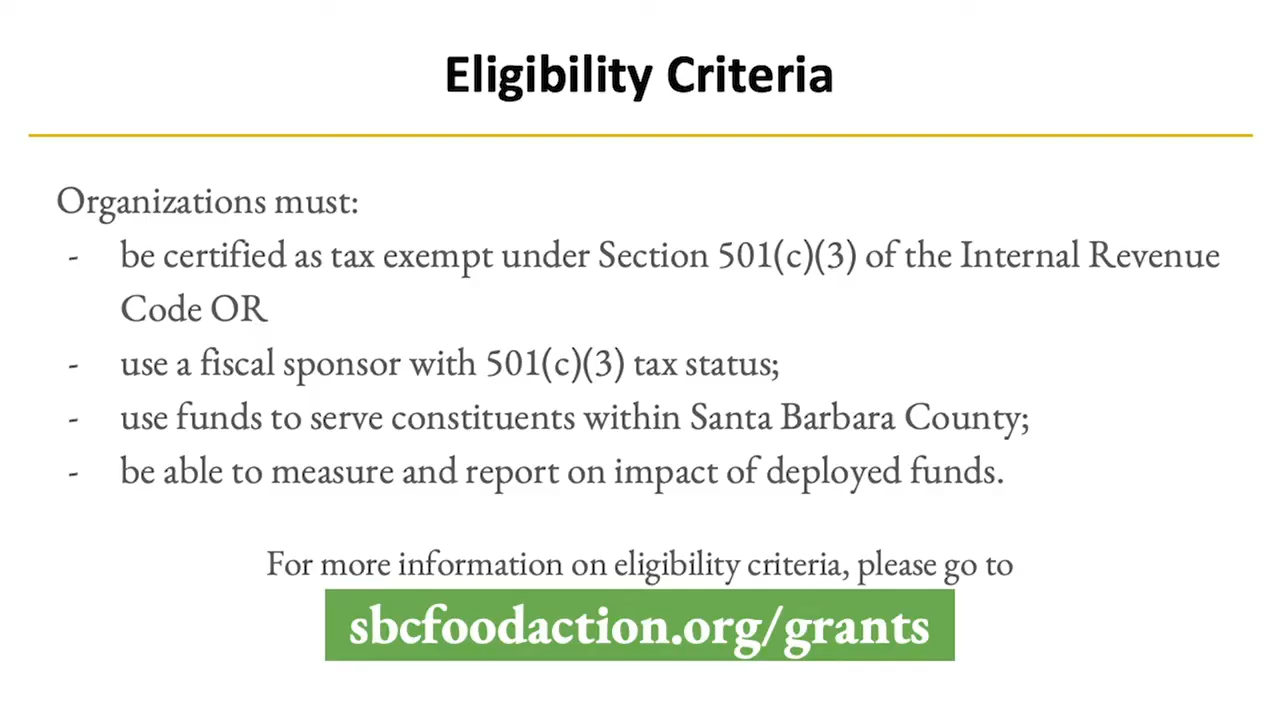 Eligibility Criteria
Organizations must:
- be certified as tax exempt under Section 501(c)(3) of the Internal Revenue
Code OR
- use a fiscal sponsor with 501(c)(3) tax status;
- use funds to serve constituents within Santa Barbara County;
- be able to measure and report on impact of deployed funds.
For more information on eligibility criteria, please go to
sbcfoodaction.org/grants